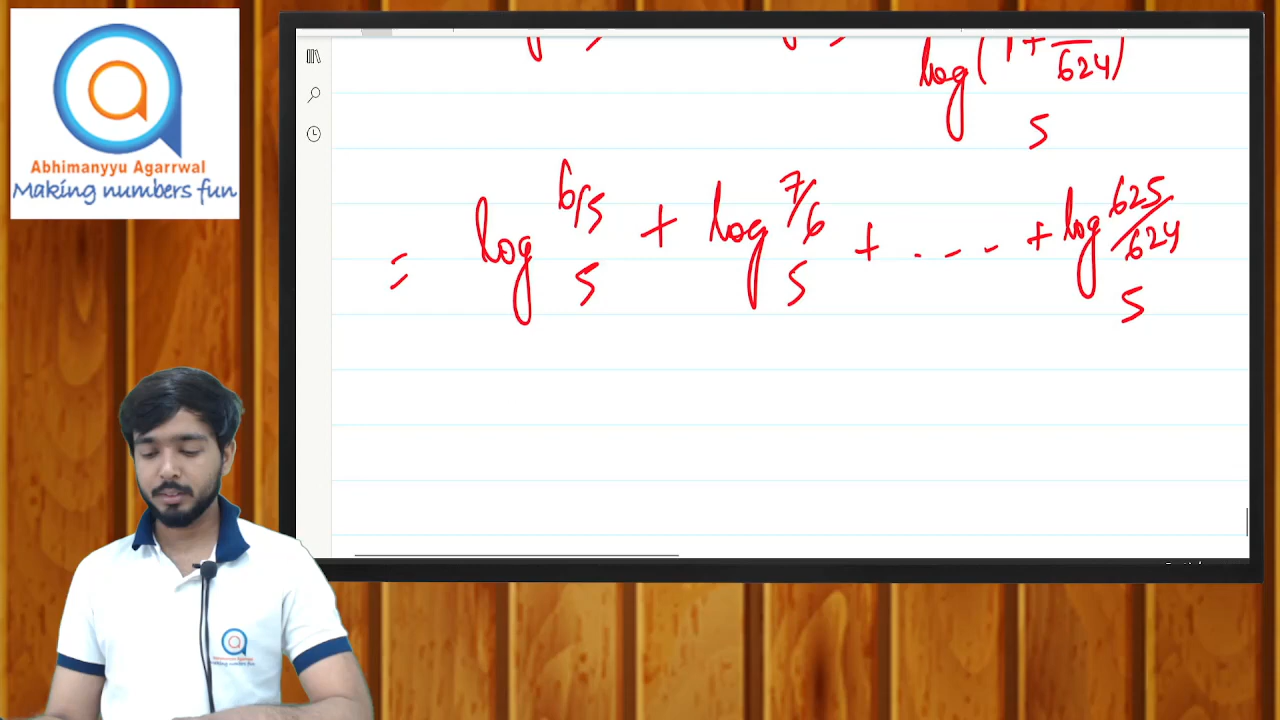 Abhimanyyu Agarrwal
Making numbers fun
log(1+ /624) 5
= log 6/5 5 + log 7/6 5 + . - - - + log 625/624 5